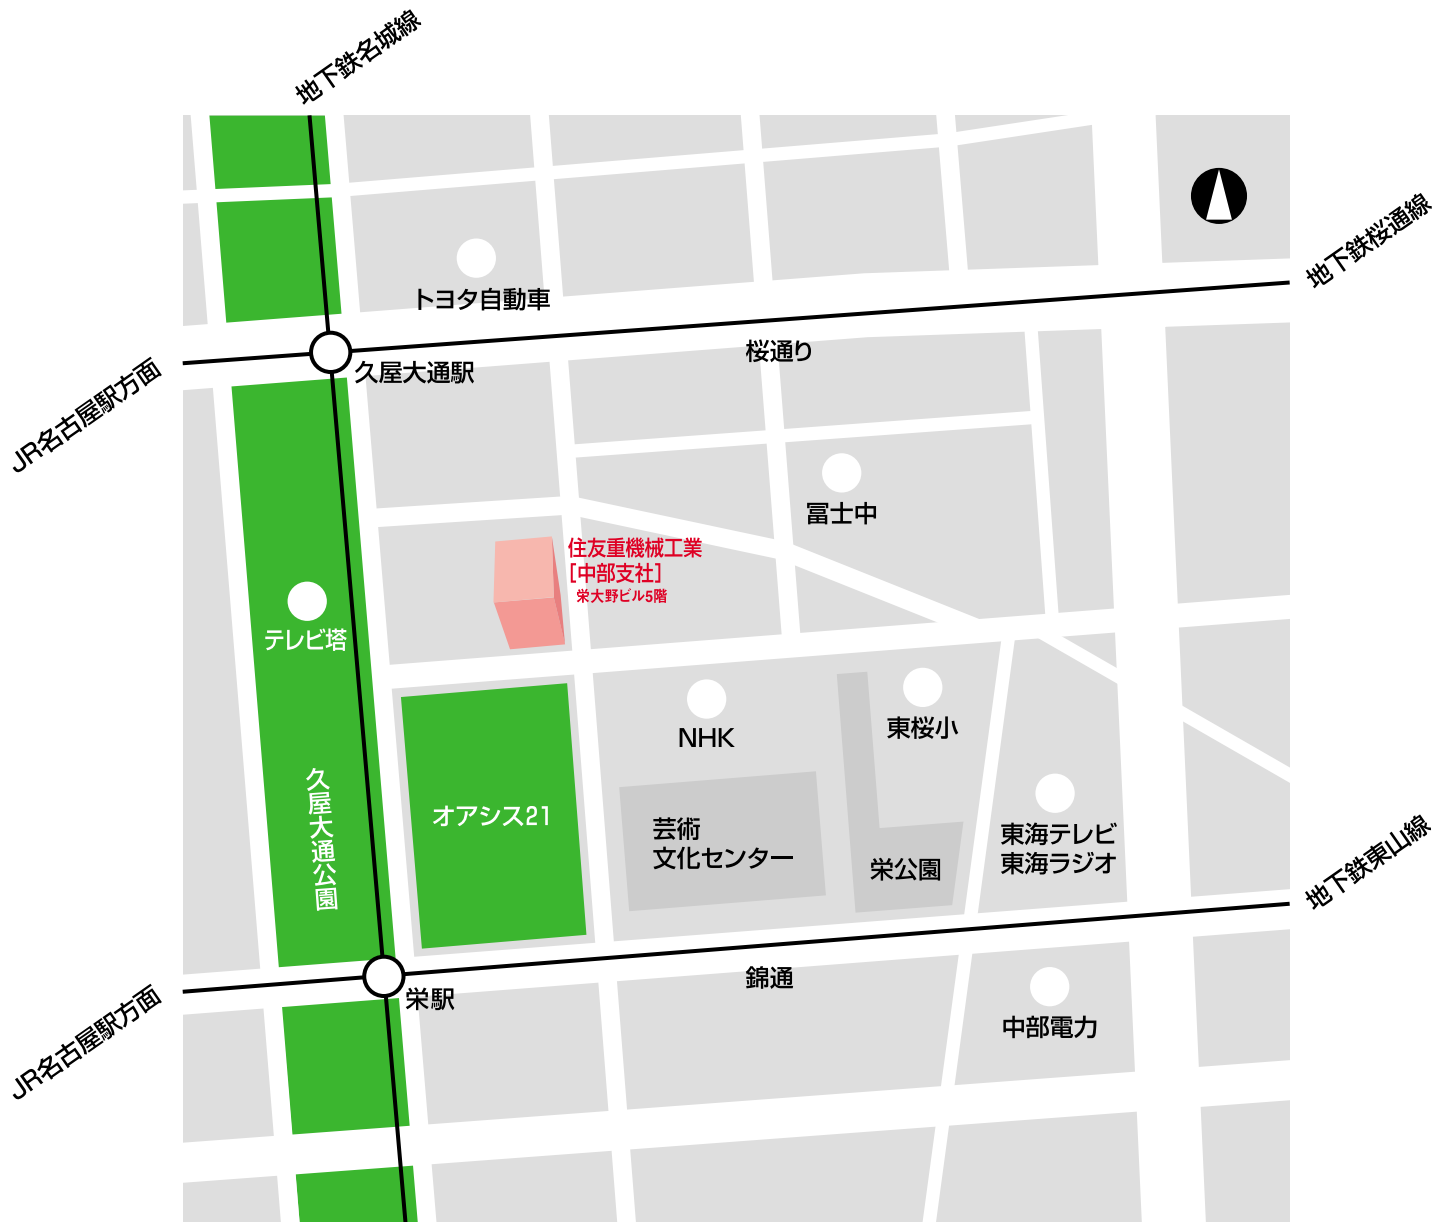 地下鉄名城線
地下鉄桜通線
トヨタ自動車
桜通り
久屋大通駅
JR名古屋駅方面
冨士中
住友重機械工業
[中部支社]
栄大野ビル5階
テレビ塔
NHK
東桜小
久屋大通公園
オアシス21
芸術
文化センター
栄公園
東海テレビ
東海ラジオ
地下鉄東山線
錦通
栄駅
JR名古屋駅方面
中部電力